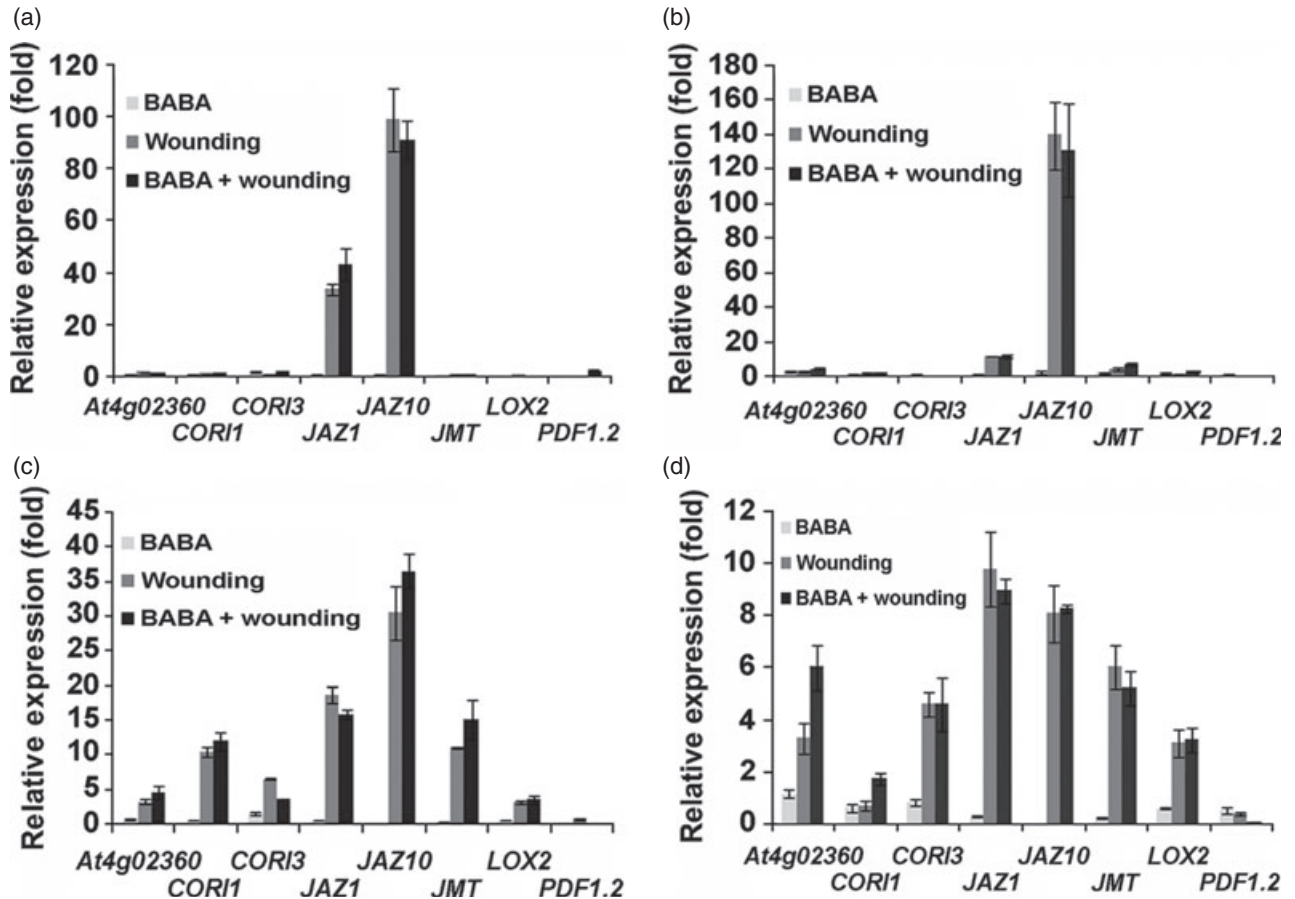 (a)
Relative expression (fold)
120
100
80
60
40
20
0
BABA
Wounding
BABA + wounding
At4g02360 CORI3 JAZ10 LOX2
CORI1 JAZ1 JMT PDF1.2
(b)
Relative expression (fold)
180
160
140
120
100
80
60
40
20
0
BABA
Wounding
BABA + wounding
At4g02360 CORI3 JAZ10 LOX2
CORI1 JAZ1 JMT PDF1.2
(c)
Relative expression (fold)
45
40
35
30
25
20
15
10
5
0
BABA
Wounding
BABA + wounding
At4g02360 CORI3 JAZ10 LOX2
CORI1 JAZ1 JMT PDF1.2
(d)
Relative expression (fold)
12
10
8
6
4
2
0
BABA
Wounding
BABA + wounding
At4g02360 CORI3 JAZ10 LOX2
CORI1 JAZ1 JMT PDF1.2